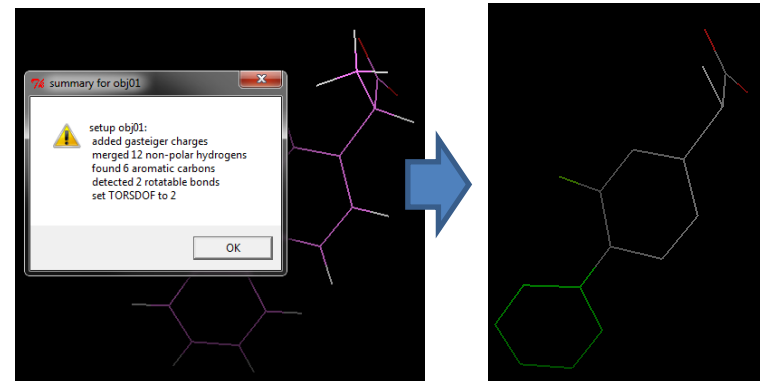 summary for obj01
setup obj01:
added gasteiger charges
merged 12 non-polar hydrogens
found 6 aromatic carbons
detected 2 rotatable bonds
set TORSDOF to 2
OK